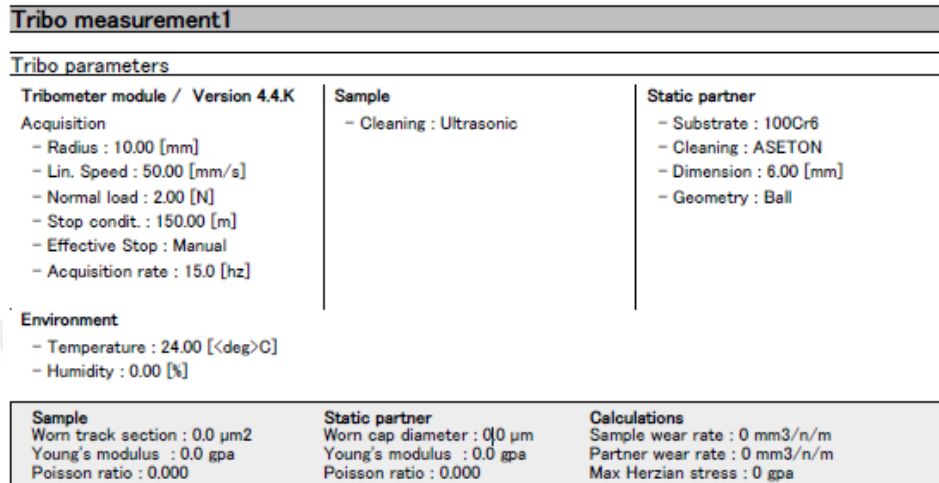 Tribo measurement1
Tribo parameters
Tribometer module / Version 4.4.K
Acquisition
- Radius : 10.00 [mm]
- Lin. Speed : 50.00 [mm/s]
- Normal load : 2.00 [N]
- Stop condit. : 150.00 [m]
- Effective Stop : Manual
- Acquisition rate : 15.0 [hz]
Sample
- Cleaning : Ultrasonic
Static partner
- Substrate : 100Cr6
- Cleaning : ASETON
- Dimension : 6.00 [mm]
- Geometry : Ball
Environment
- Temperature : 24.00 [<deg>C]
- Humidity : 0.00 [%]
Sample
Worn track section : 0.0 µm2
Young's modulus : 0.0 gpa
Poisson ratio : 0.000
Static partner
Worn cap diameter : 0.0 µm
Young's modulus : 0.0 gpa
Poisson ratio : 0.000
Calculations
Sample wear rate : 0 mm3/n/m
Partner wear rate : 0 mm3/n/m
Max Herzian stress : 0 gpa